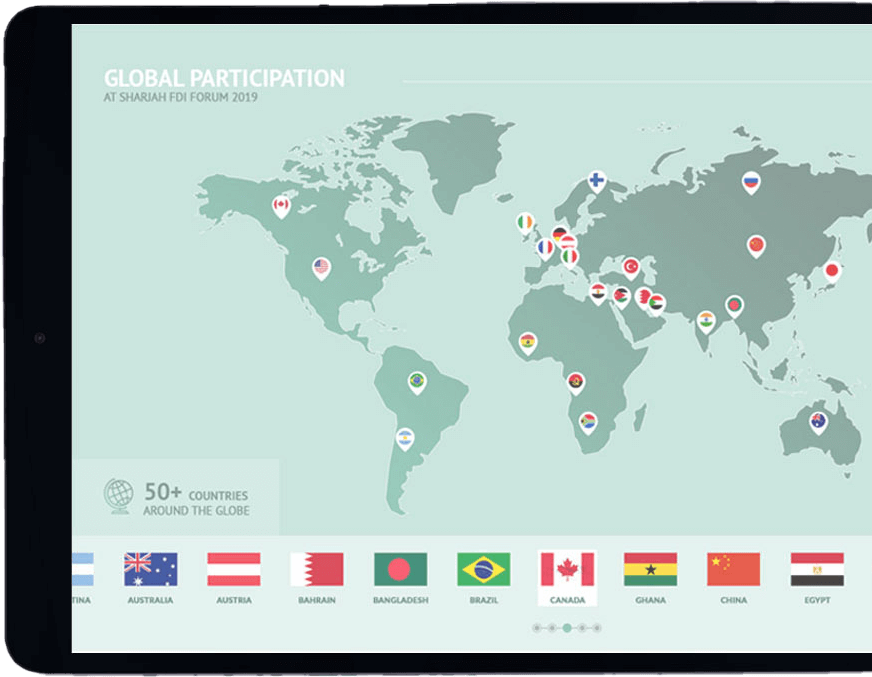 GLOBAL PARTICIPATION
AT SHARJAH FDI FORUM 2019
50+ COUNTRIES
AROUND THE GLOBE
TINA
AUSTRALIA
AUSTRIA
BAHRAIN
BANGLADESH
BRAZIL
CANADA
GHANA
CHINA
EGYPT